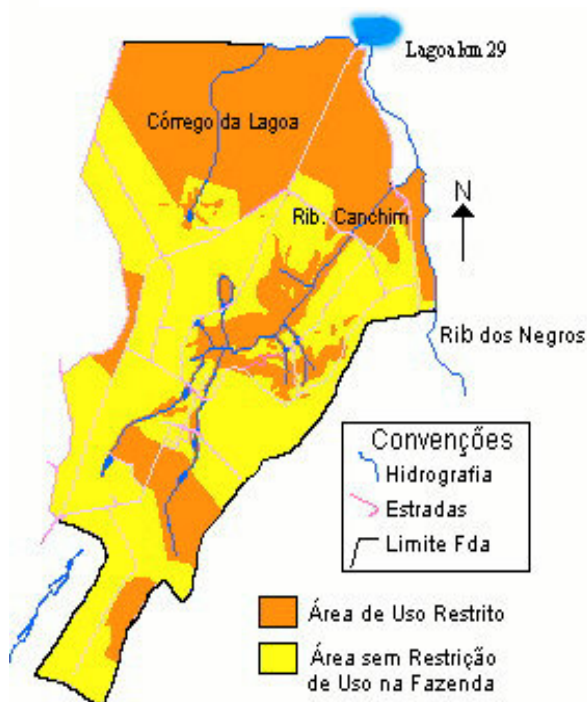 Lagoa km 29
Córrego da Lagoa
Rib. Canchim
N
Rib dos Negros
Convenções
Hidrografia
Estradas
Limite Fda
Área de Uso Restrito
Área sem Restrição
de Uso na Fazenda